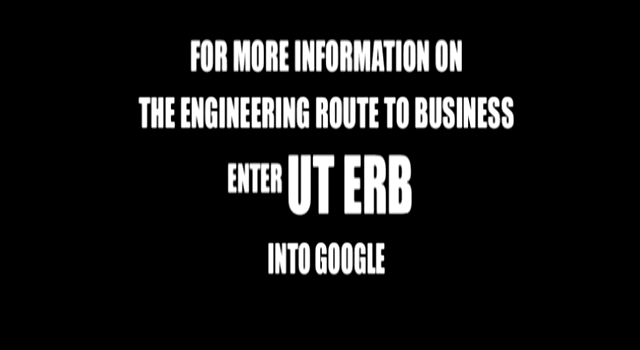 FOR MORE INFORMATION ON
THE ENGINEERING ROUTE TO BUSINESS
ENTER UT ERB
INTO GOOGLE